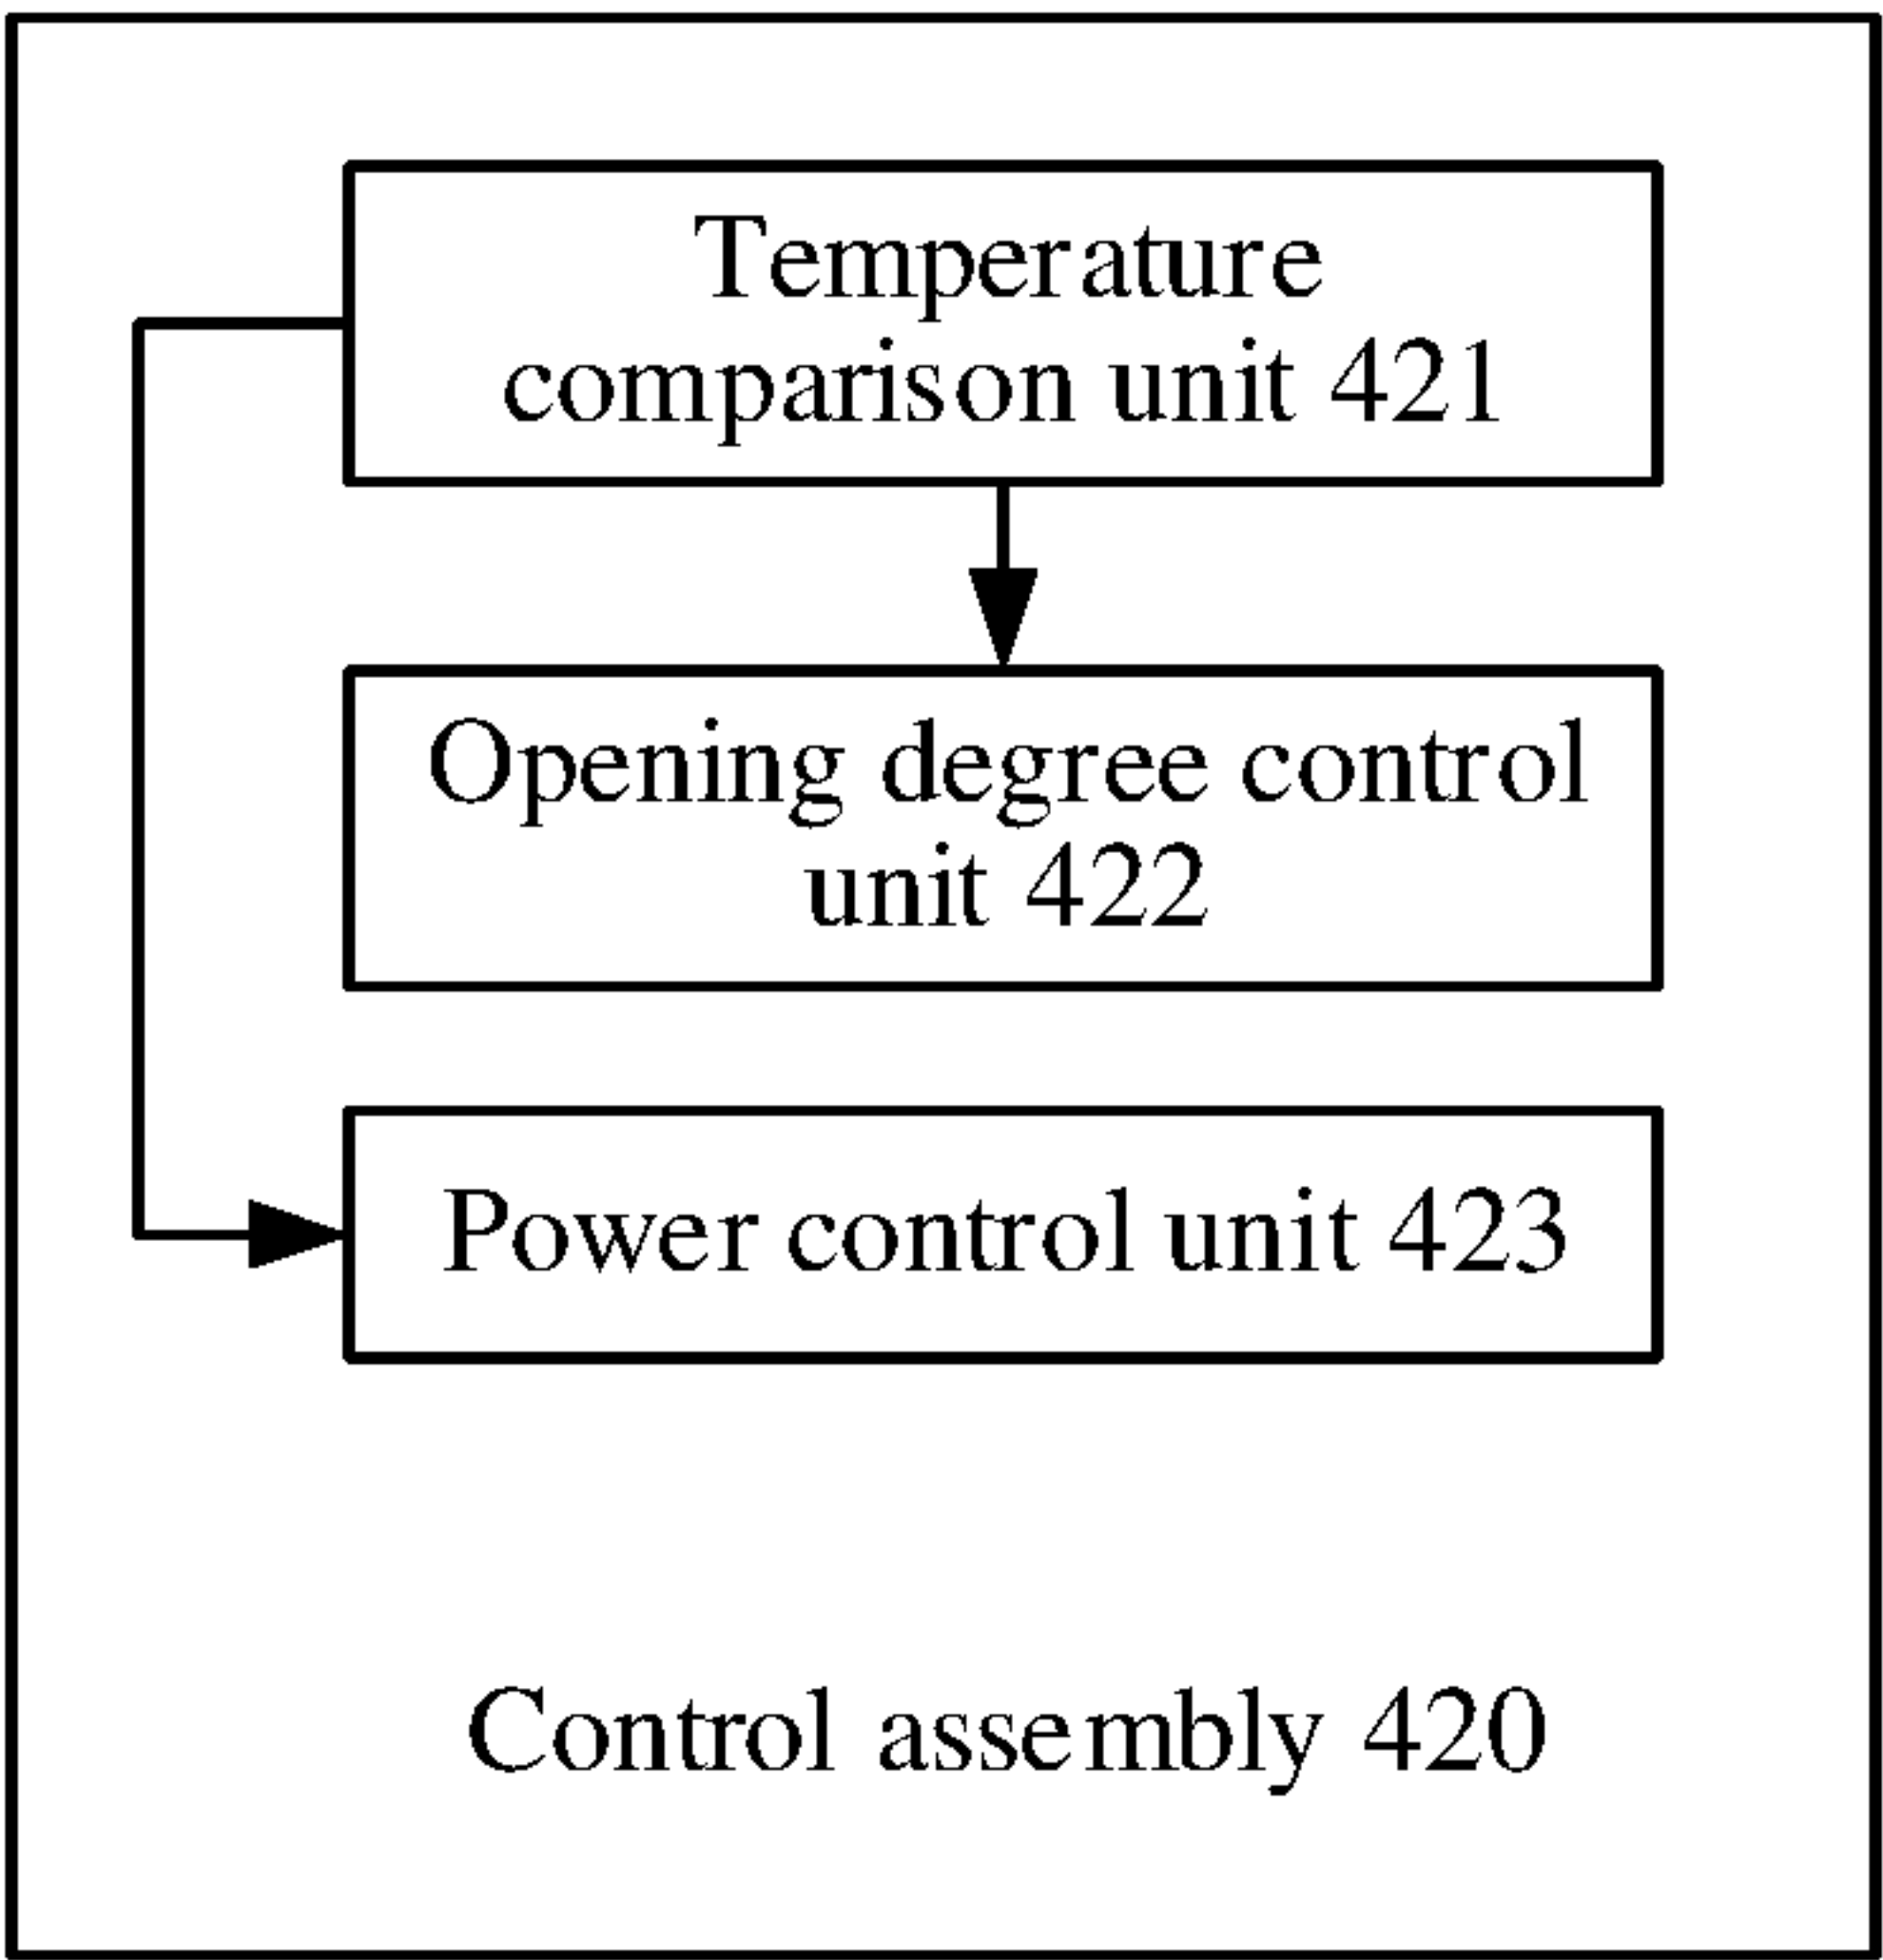 Temperature
comparison unit 421
Opening degree control
unit 422
Power control unit 423
Control assembly 420